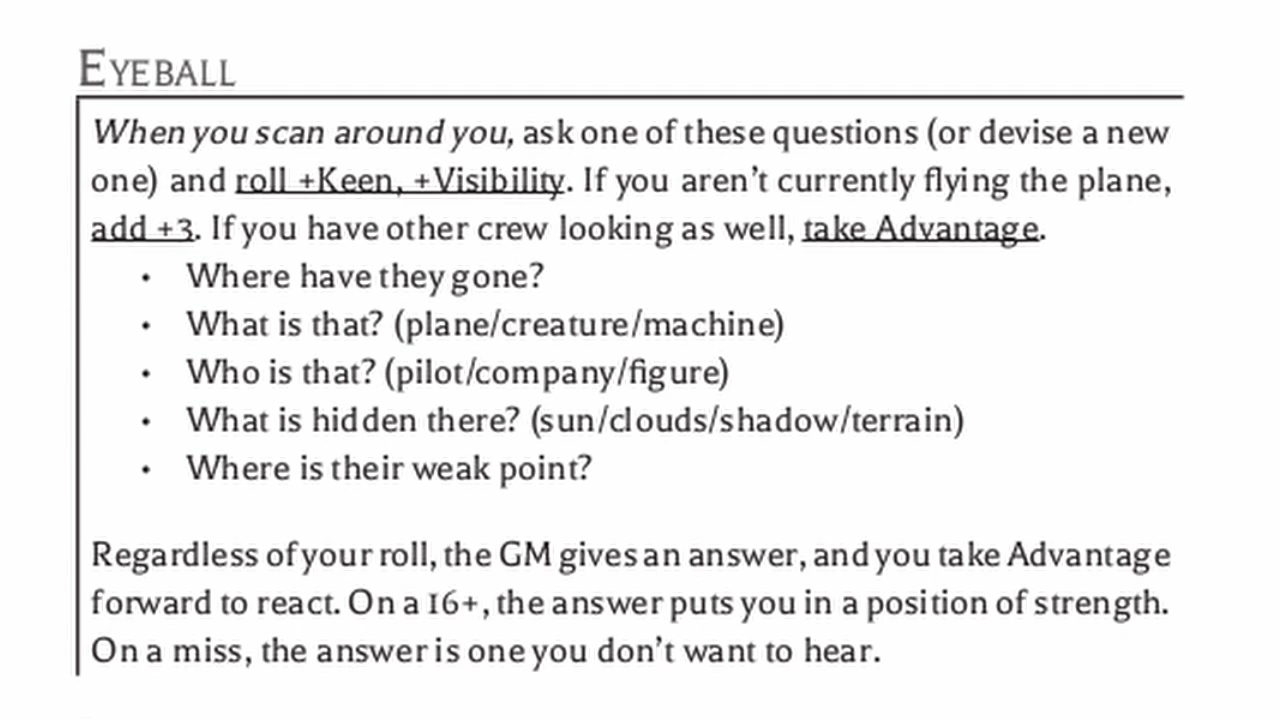 EYEBALL
When you scan around you, ask one of these questions (or devise a new
one) and roll +Keen, +Visibility. If you aren't currently flying the plane,
add +3. If you have other crew looking as well, take Advantage.
• Where have they gone?
• What is that? (plane/creature/machine)
• Who is that? (pilot/company/figure)
• What is hidden there? (sun/clouds/shadow/terrain)
• Where is their weak point?
Regardless of your roll, the GM gives an answer, and you take Advantage
forward to react. On a 16+, the answer puts you in a position of strength.
On a miss, the answer is one you don't want to hear.